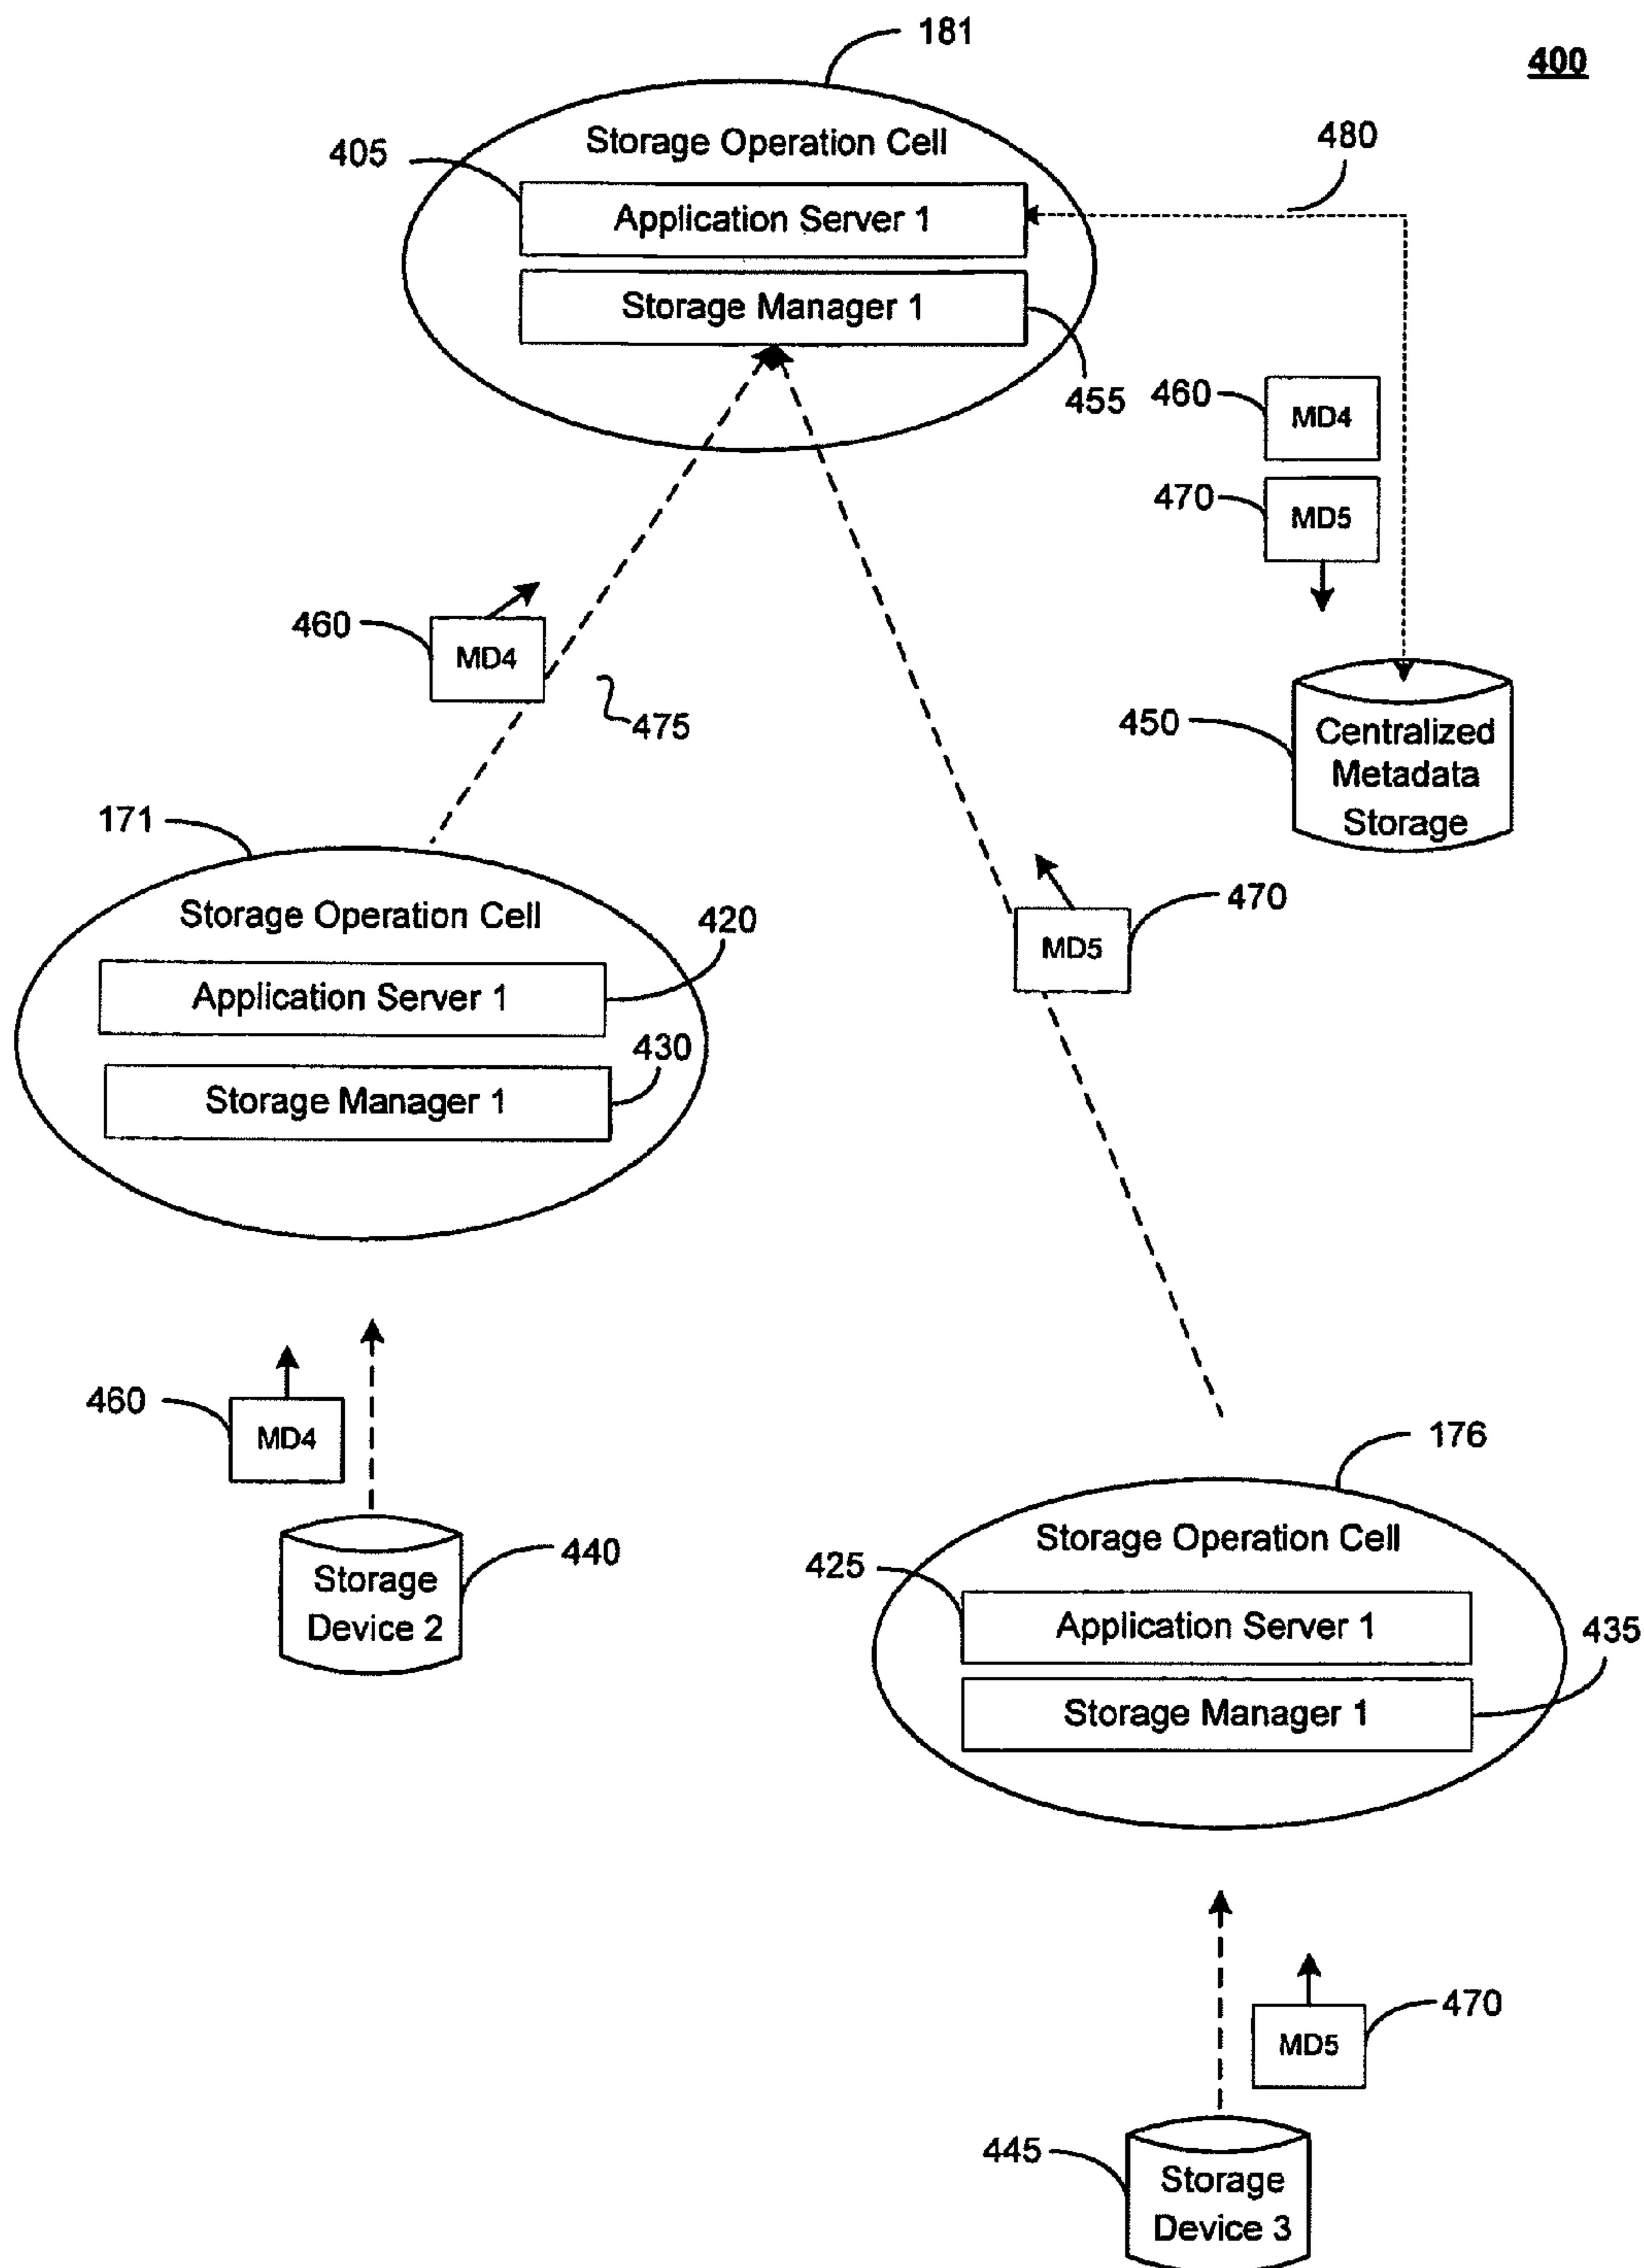 181
400
Storage Operation Cell
405
480
Application Server 1
Storage Manager 1
455
460
MD4
470
MD5
460
MD4
475
450
Centralized
Metadata
Storage
171
Storage Operation Cell
420
470
MD5
Application Server 1
430
Storage Manager 1
460
MD4
176
Storage Operation Cell
440
Storage
Device 2
425
Application Server 1
435
Storage Manager 1
470
MD5
445
Storage
Device 3